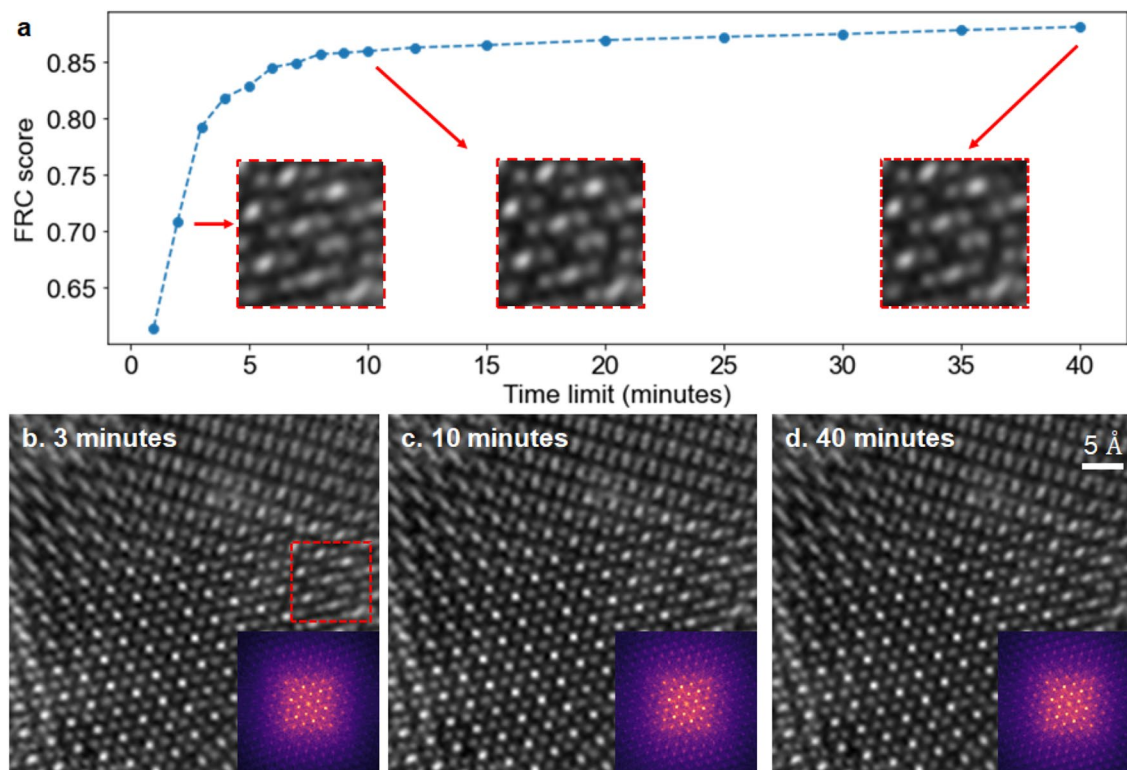 a
FRC score
0.85
0.80
0.75
0.70
0.65
0 5 10 15 20 25 30 35 40
Time limit (minutes)
b. 3 minutes
c. 10 minutes
d. 40 minutes
5 Å